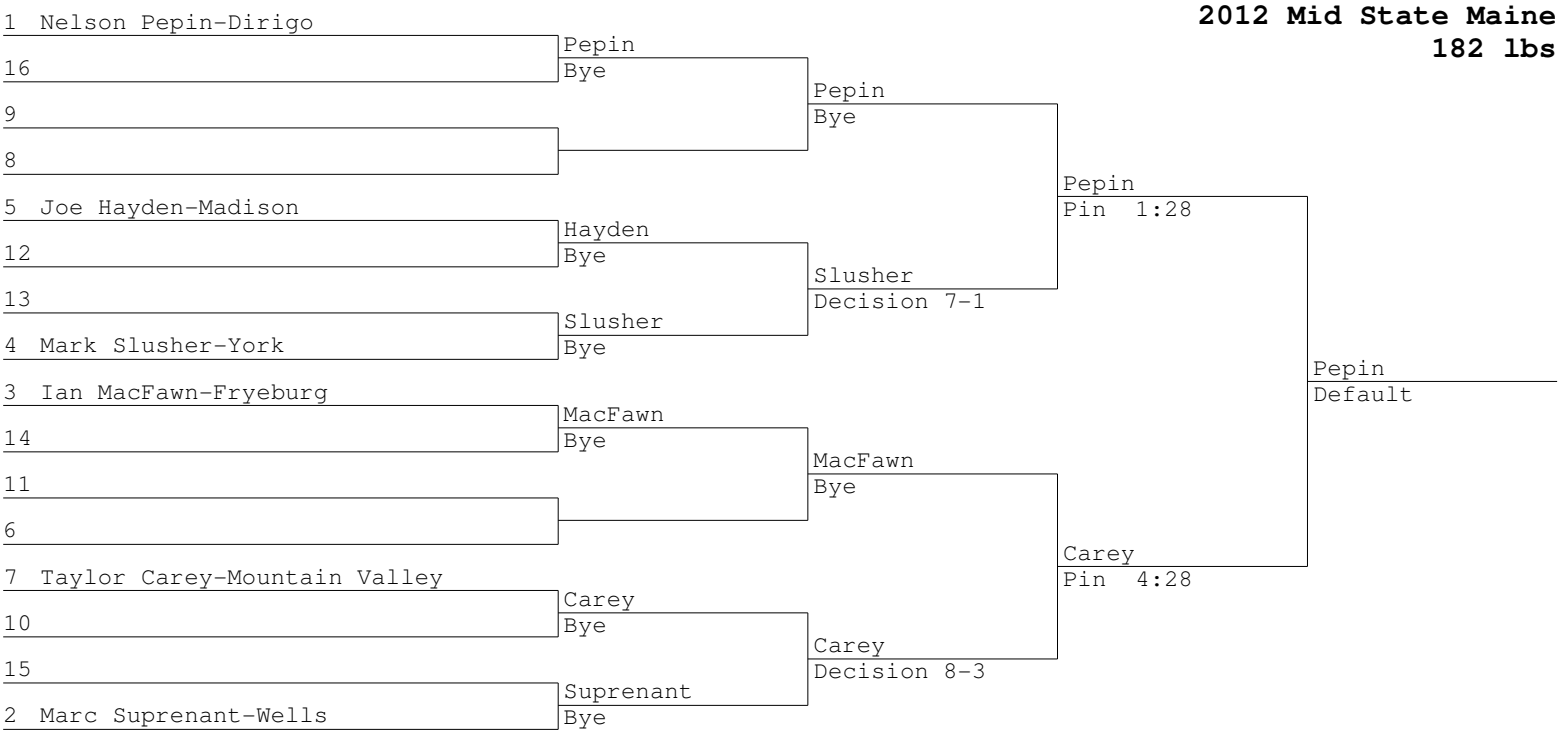 2012 Mid State Maine
182 lbs
1 Nelson Pepin-Dirigo
16
9
8
5 Joe Hayden-Madison
12
13
4 Mark Slusher-York
3 Ian MacFawn-Fryeburg
14
11
6
7 Taylor Carey-Mountain Valley
10
15
2 Marc Suprenant-Wells
Pepin
Bye
Hayden
Bye
Slusher
Bye
MacFawn
Bye
Carey
Bye
Suprenant
Bye
Pepin
Bye
Slusher
Decision 7-1
MacFawn
Bye
Carey
Decision 8-3
Pepin
Pin 1:28
Carey
Pin 4:28
Pepin
Default